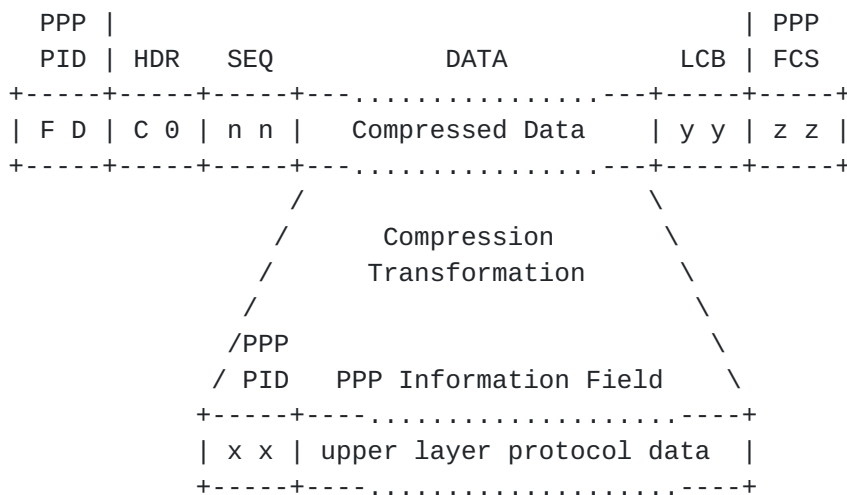 PPP |                                         | PPP
  PID | HDR   SEQ           DATA           LCB | FCS
+-----+-----+-----+---................---+-----+-----+
| F D | C 0 | n n |   Compressed Data    | y y | z z |
+-----+-----+-----+---................---+-----+-----+
                  /                      \
                 /      Compression       \
                /     Transformation      \
               /                            \
              /PPP                           \
             / PID   PPP Information Field    \
            +-----+----....................----+
            | x x | upper layer protocol data  |
            +-----+----....................----+